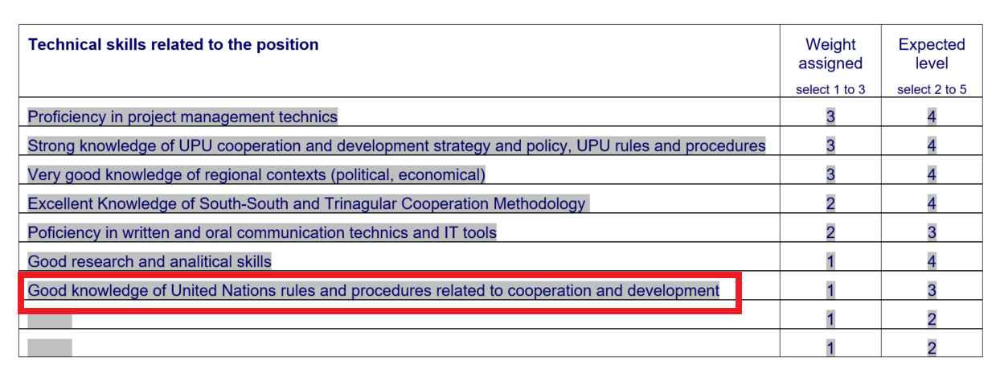 Technical skills related to the position Weight assigned Expected level
select 1 to 3 select 2 to 5
Proficiency in project management technics 3 4
Strong knowledge of UPU cooperation and development strategy and policy, UPU rules and procedures 3 4
Very good knowledge of regional contexts (political, economical) 3 4
Excellent Knowledge of South-South and Trinagular Cooperation Methodology 2 4
Poficiency in written and oral communication technics and IT tools 2 3
Good research and analitical skills 1 4
Good knowledge of United Nations rules and procedures related to cooperation and development 1 3
1 2
1 2